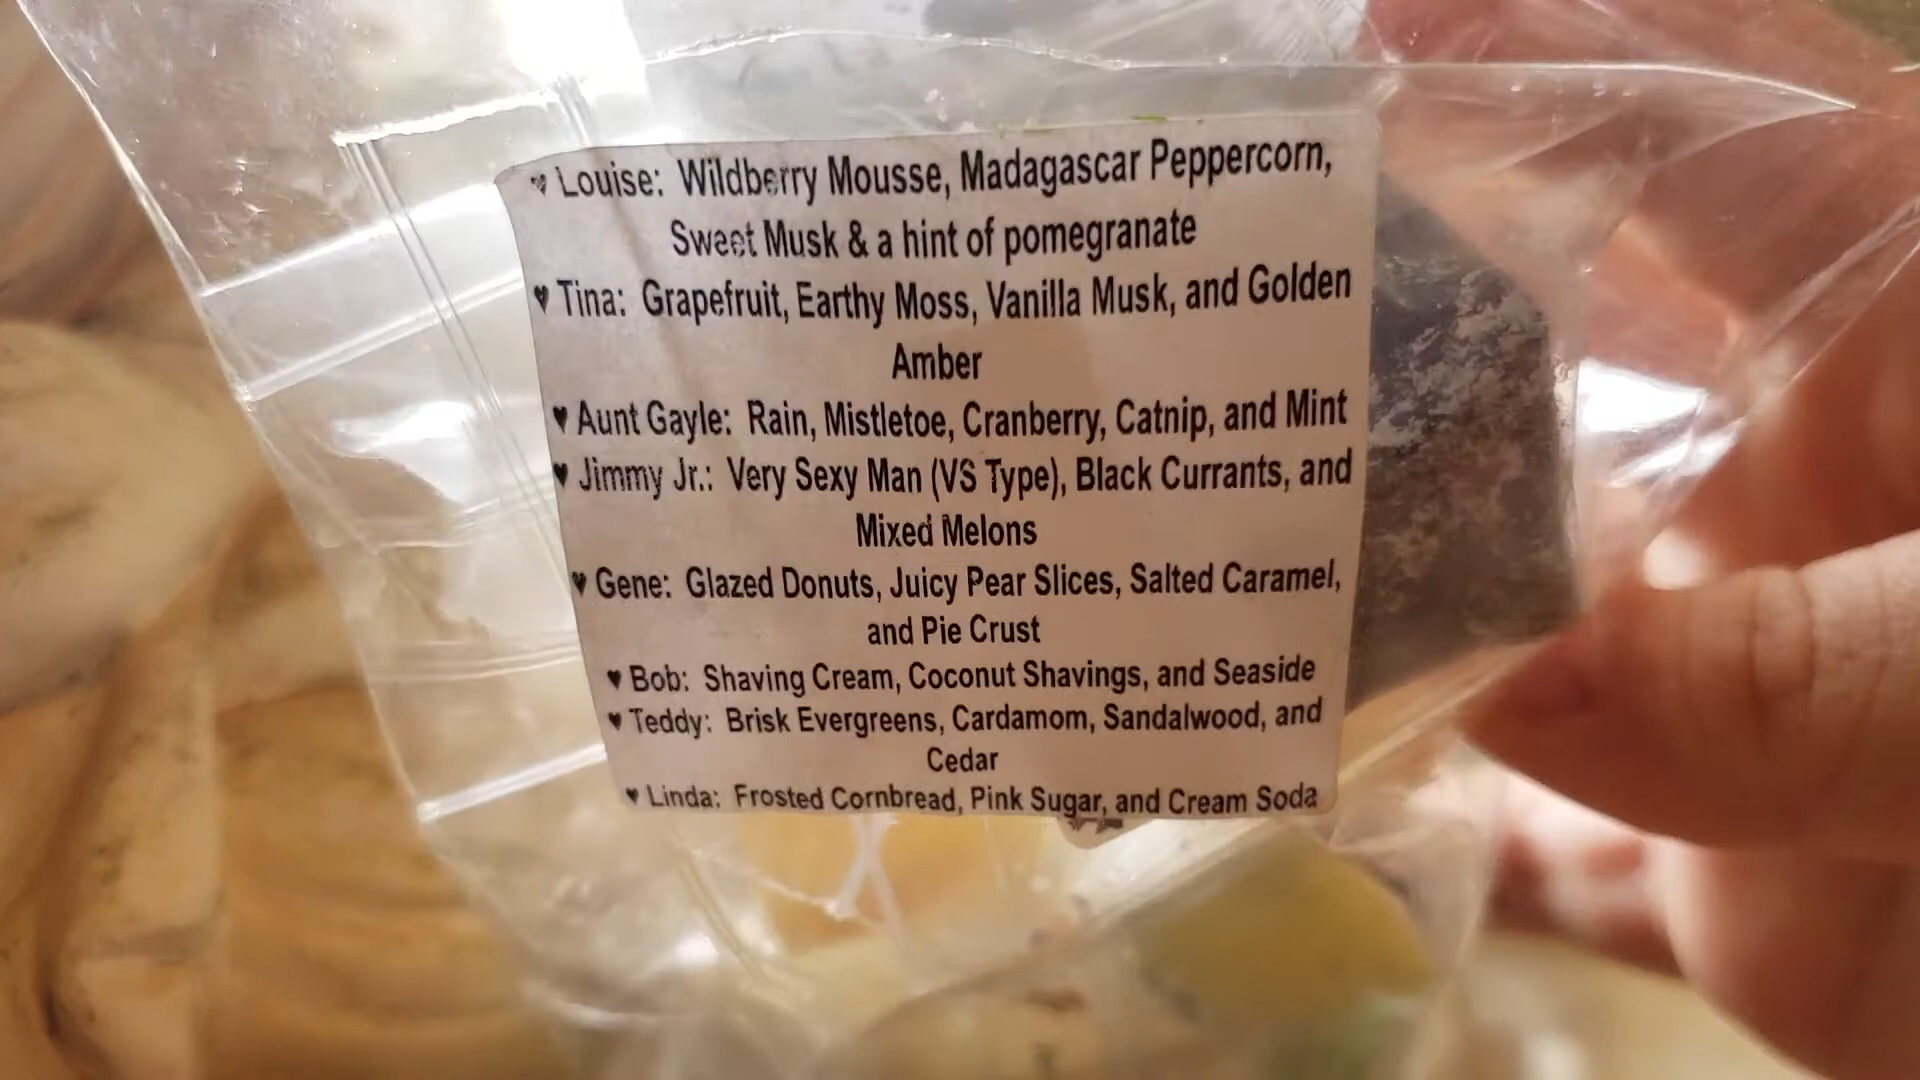 ♥ Louise: Wildberry Mousse, Madagascar Peppercorn,
Sweet Musk & a hint of pomegranate
♥ Tina: Grapefruit, Earthy Moss, Vanilla Musk, and Golden
Amber
♥ Aunt Gayle: Rain, Mistletoe, Cranberry, Catnip, and Mint
♥ Jimmy Jr.: Very Sexy Man (VS Type), Black Currants, and
Mixed Melons
♥ Gene: Glazed Donuts, Juicy Pear Slices, Salted Caramel,
and Pie Crust
♥ Bob: Shaving Cream, Coconut Shavings, and Seaside
♥ Teddy: Brisk Evergreens, Cardamom, Sandalwood, and
Cedar
♥ Linda: Frosted Cornbread, Pink Sugar, and Cream Soda